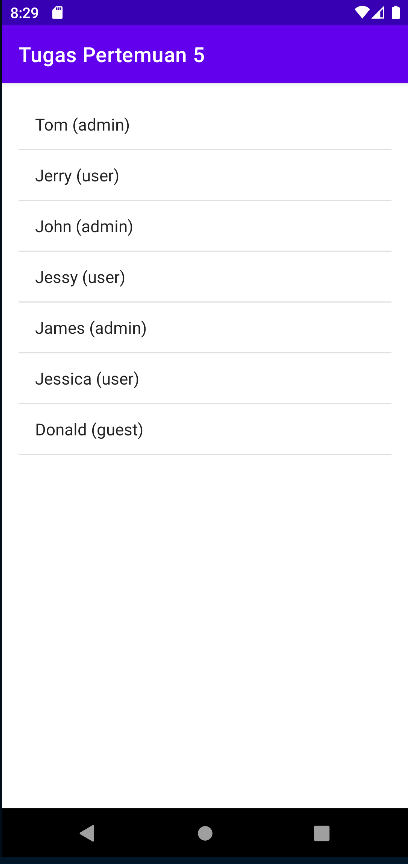 8:29
Tugas Pertemuan 5
Tom (admin)
Jerry (user)
John (admin)
Jessy (user)
James (admin)
Jessica (user)
Donald (guest)